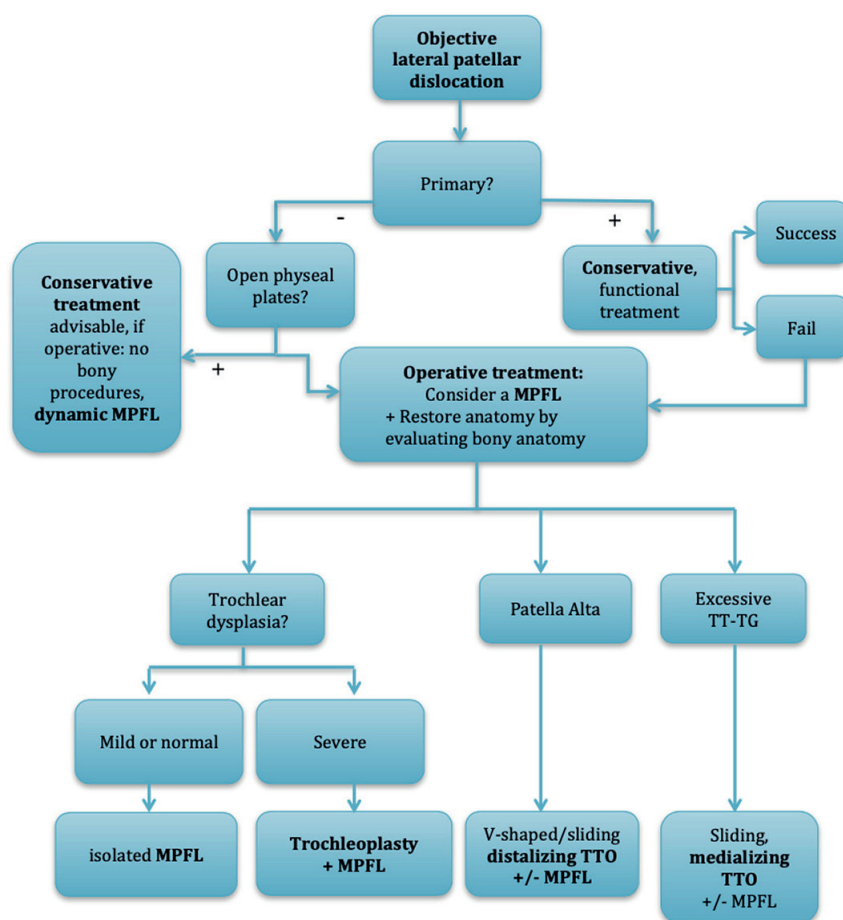 Objective
lateral patellar
dislocation
Primary?
-
+
Open physeal
plates?
Conservative,
functional
treatment
Success
Fail
Conservative
treatment
advisable, if
operative: no
bony
procedures,
dynamic MPFL
+
Operative treatment:
Consider a MPFL
+ Restore anatomy by
evaluating bony anatomy
Trochlear
dysplasia?
Patella Alta
Excessive
TT-TG
Mild or normal
Severe
isolated MPFL
Trochleoplasty
+ MPFL
V-shaped/sliding
distalizing TTO
+/- MPFL
Sliding,
medializing
TTO
+/- MPFL